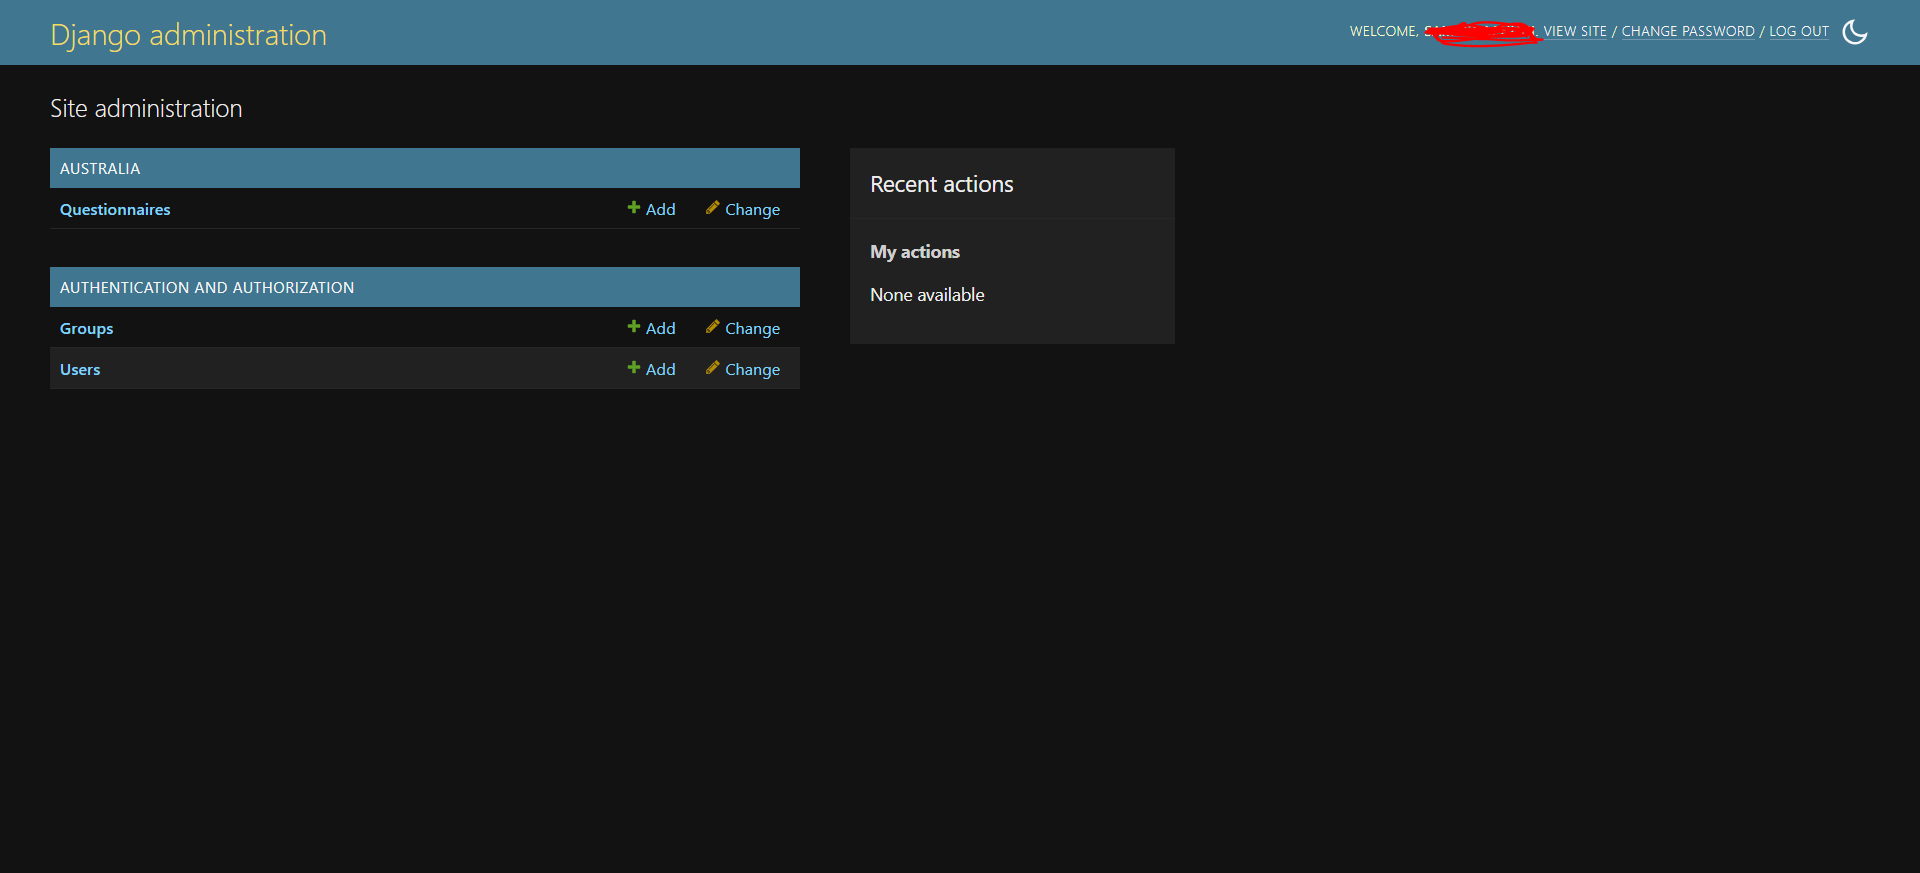 Django administration
WELCOME, VIEW SITE / CHANGE PASSWORD / LOG OUT
Site administration
AUSTRALIA
Questionnaires Add Change
AUTHENTICATION AND AUTHORIZATION
Groups Add Change
Users Add Change
Recent actions
My actions
None available